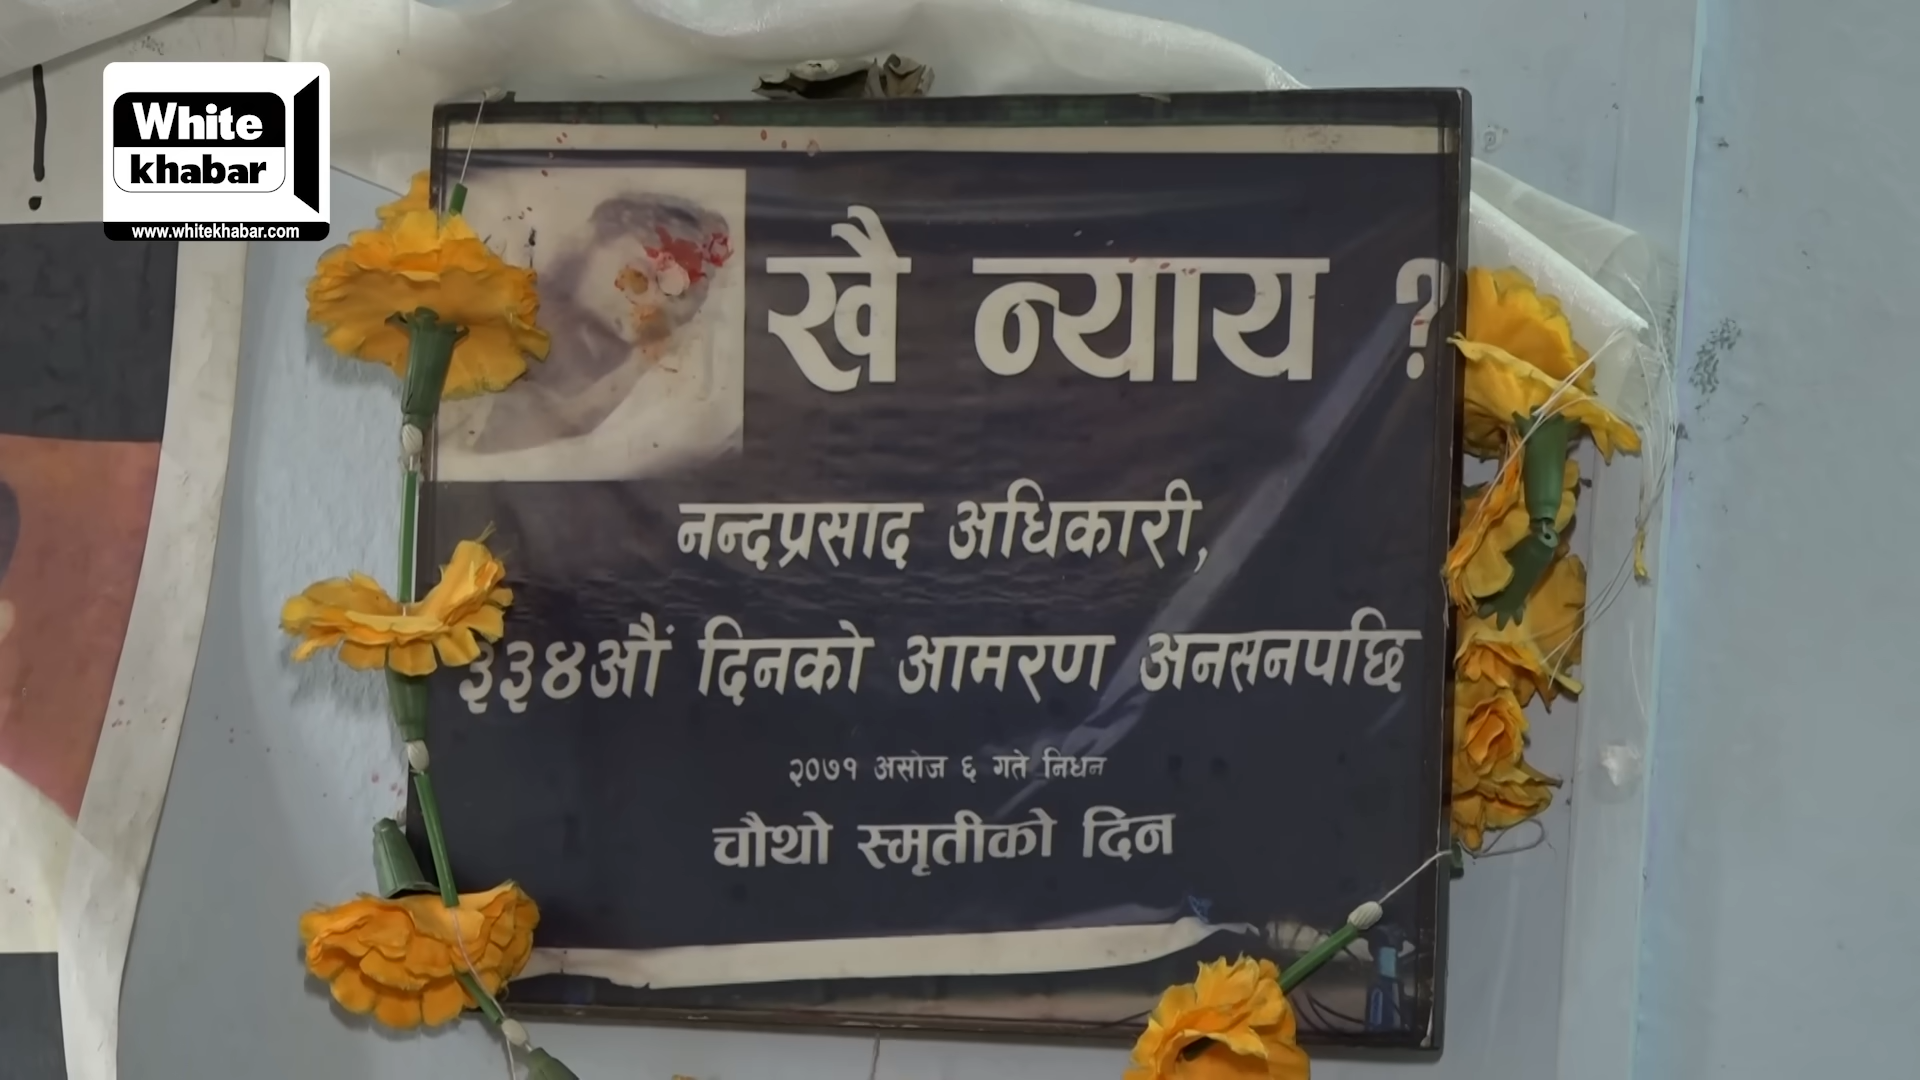 White
khabar
www.whitekhabar.com
!
खै न्याय ?
नन्दप्रसाद अधिकारी,
३३४औं दिनको आमरण अनसनपछि
२०७१ असोज ६ गते निधन
चौथो स्मृतीको दिन